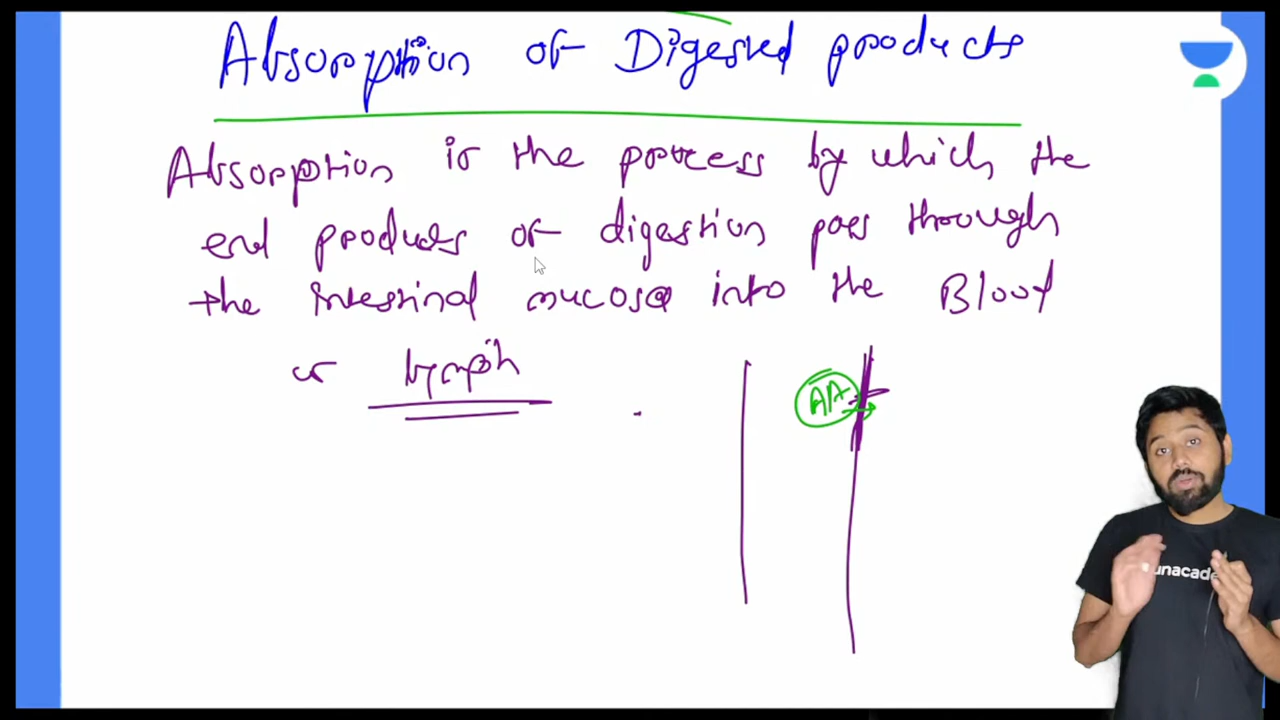 Absorption of Digested products
Absorption is the process by which the
end products of digestion pass through
the intestinal mucosa into the Blood
or lymph
AA
unacade